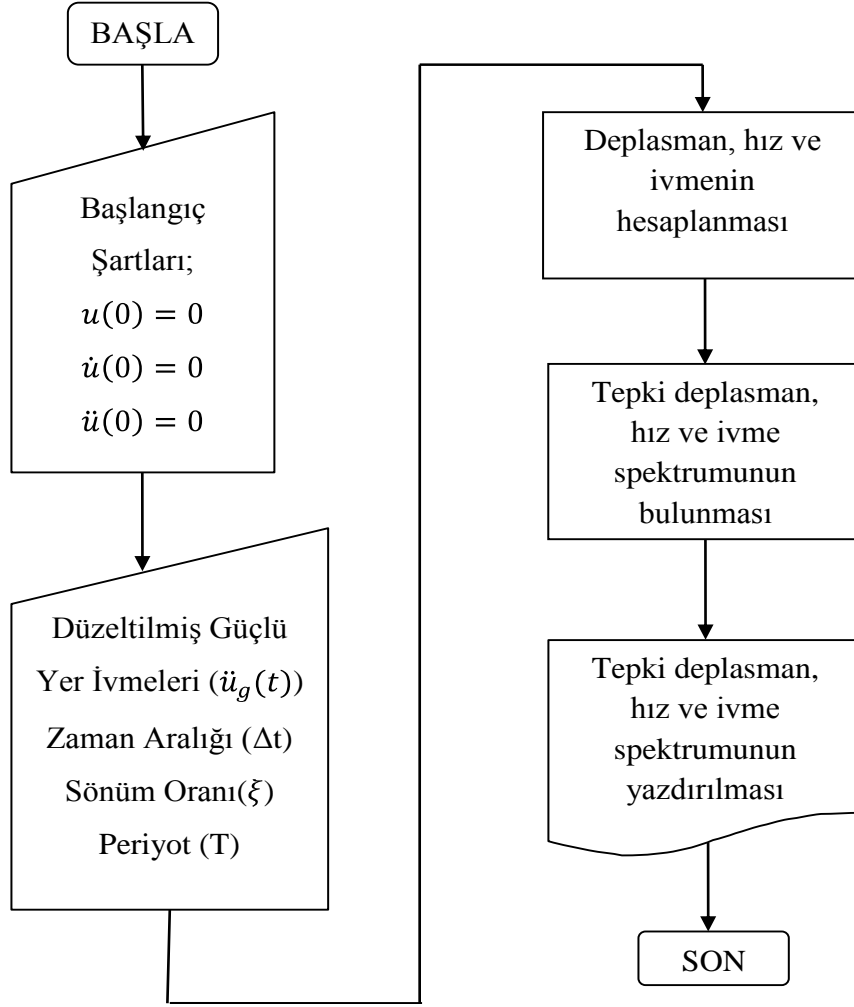 BAŞLA
Başlangıç
Şartları;
u(0) = 0
u̇(0) = 0
ü(0) = 0
Düzeltilmiş Güçlü
Yer İvmeleri (ü_g(t))
Zaman Aralığı (Δt)
Sönüm Oranı(ξ)
Periyot (T)
Deplasman, hız ve
ivmenin
hesaplanması
Tepki deplasman,
hız ve ivme
spektrumunun
bulunması
Tepki deplasman,
hız ve ivme
spektrumunun
yazdırılması
SON